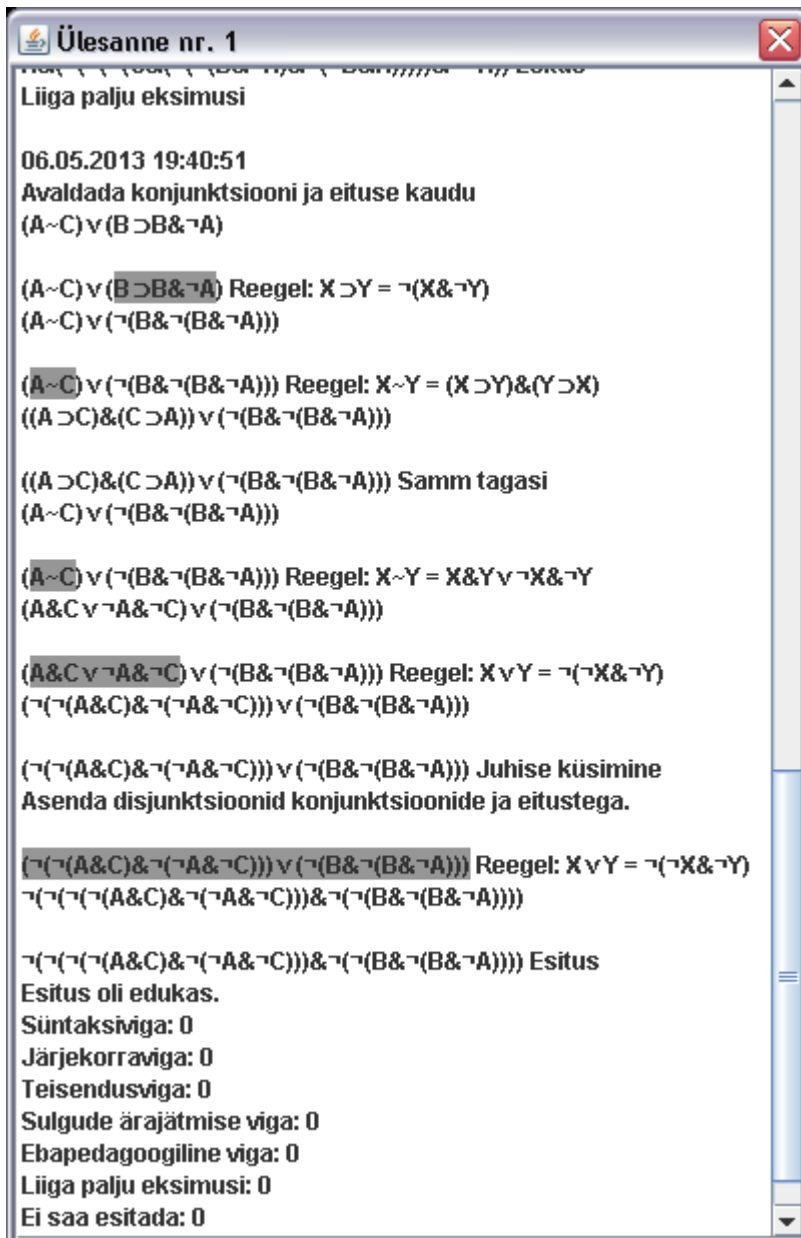 Ülesanne nr. 1
Liiga palju eksimusi
06.05.2013 19:40:51
Avaldada konjunktsiooni ja eituse kaudu
(A~C)∨(B⊃B&¬A)
(A~C)∨(B⊃B&¬A) Reegel: X⊃Y = ¬(X&¬Y)
(A~C)∨(¬(B&¬(B&¬A)))
(A~C)∨(¬(B&¬(B&¬A))) Reegel: X~Y = (X⊃Y)&(Y⊃X)
((A⊃C)&(C⊃A))∨(¬(B&¬(B&¬A)))
((A⊃C)&(C⊃A))∨(¬(B&¬(B&¬A))) Samm tagasi
(A~C)∨(¬(B&¬(B&¬A)))
(A~C)∨(¬(B&¬(B&¬A))) Reegel: X~Y = X&Y∨¬X&¬Y
(A&C∨¬A&¬C)∨(¬(B&¬(B&¬A)))
(A&C∨¬A&¬C)∨(¬(B&¬(B&¬A))) Reegel: X∨Y = ¬(¬X&¬Y)
(¬(¬(A&C)&¬(¬A&¬C)))∨(¬(B&¬(B&¬A)))
(¬(¬(A&C)&¬(¬A&¬C)))∨(¬(B&¬(B&¬A))) Juhise küsimine
Asenda disjunktsioonid konjunktsioonide ja eitustega.
(¬(¬(A&C)&¬(¬A&¬C)))∨(¬(B&¬(B&¬A))) Reegel: X∨Y = ¬(¬X&¬Y)
¬(¬(¬(¬(A&C)&¬(¬A&¬C)))&¬(¬(B&¬(B&¬A))))
¬(¬(¬(¬(A&C)&¬(¬A&¬C)))&¬(¬(B&¬(B&¬A)))) Esitus
Esitus oli edukas.
Süntaksiviga: 0
Järjekorraviga: 0
Teisendusviga: 0
Sulgude ärajätmise viga: 0
Ebapedagoogiline viga: 0
Liiga palju eksimusi: 0
Ei saa esitada: 0